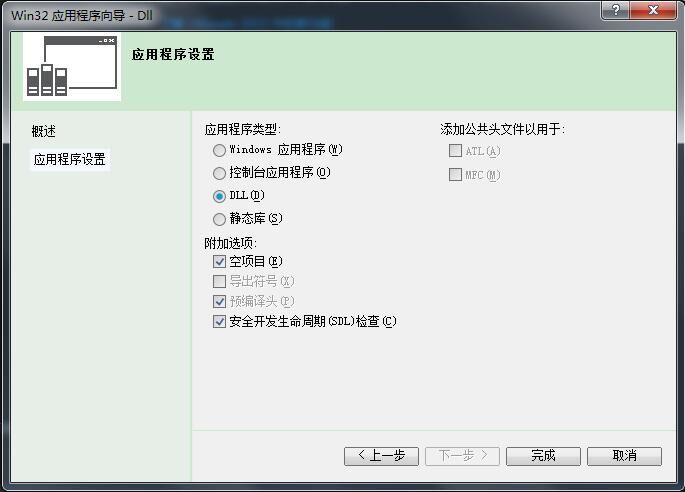 Win32 应用程序向导 - Dll
应用程序设置
概述
应用程序设置
应用程序类型:
Windows 应用程序(W)
控制台应用程序(O)
DLL(D)
静态库(S)
附加选项:
空项目(E)
导出符号(X)
预编译头(P)
安全开发生命周期(SDL)检查(C)
添加公共头文件以用于:
ATL(A)
MFC(M)
< 上一步
下一步 >
完成
取消